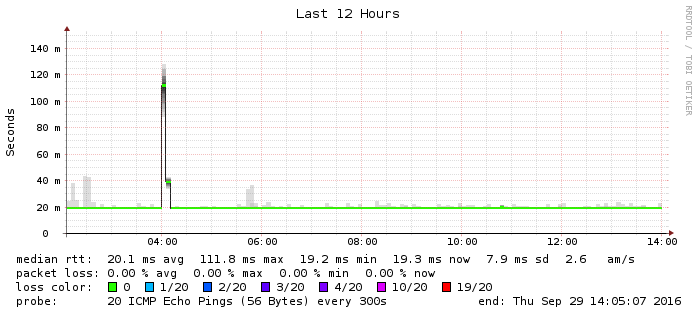 Last 12 Hours
RRDTOOL / TOBI OETIKER
Seconds
140 m
120 m
100 m
80 m
60 m
40 m
20 m
0
04:00 06:00 08:00 10:00 12:00 14:00
median rtt: 20.1 ms avg 111.8 ms max 19.2 ms min 19.3 ms now 7.9 ms sd 2.6 am/s
packet loss: 0.00 % avg 0.00 % max 0.00 % min 0.00 % now
loss color: 0 1/20 2/20 3/20 4/20 10/20 19/20
probe: 20 ICMP Echo Pings (56 Bytes) every 300s end: Thu Sep 29 14:05:07 2016